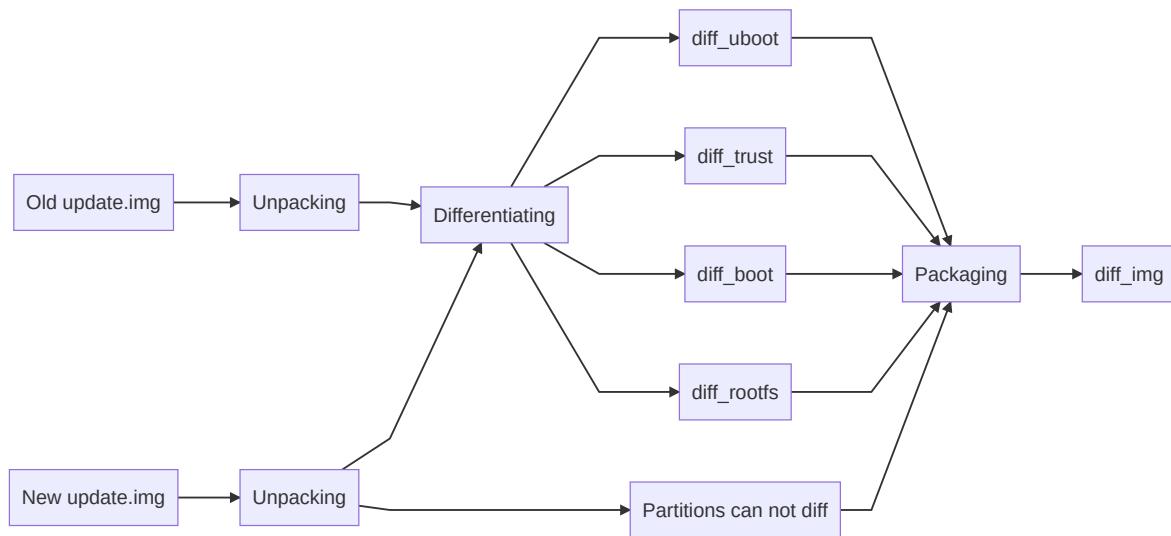 diff_uboot
diff_trust
Old update.img
Unpacking
Differentiating
diff_boot
Packaging
diff_img
diff_rootfs
New update.img
Unpacking
Partitions can not diff